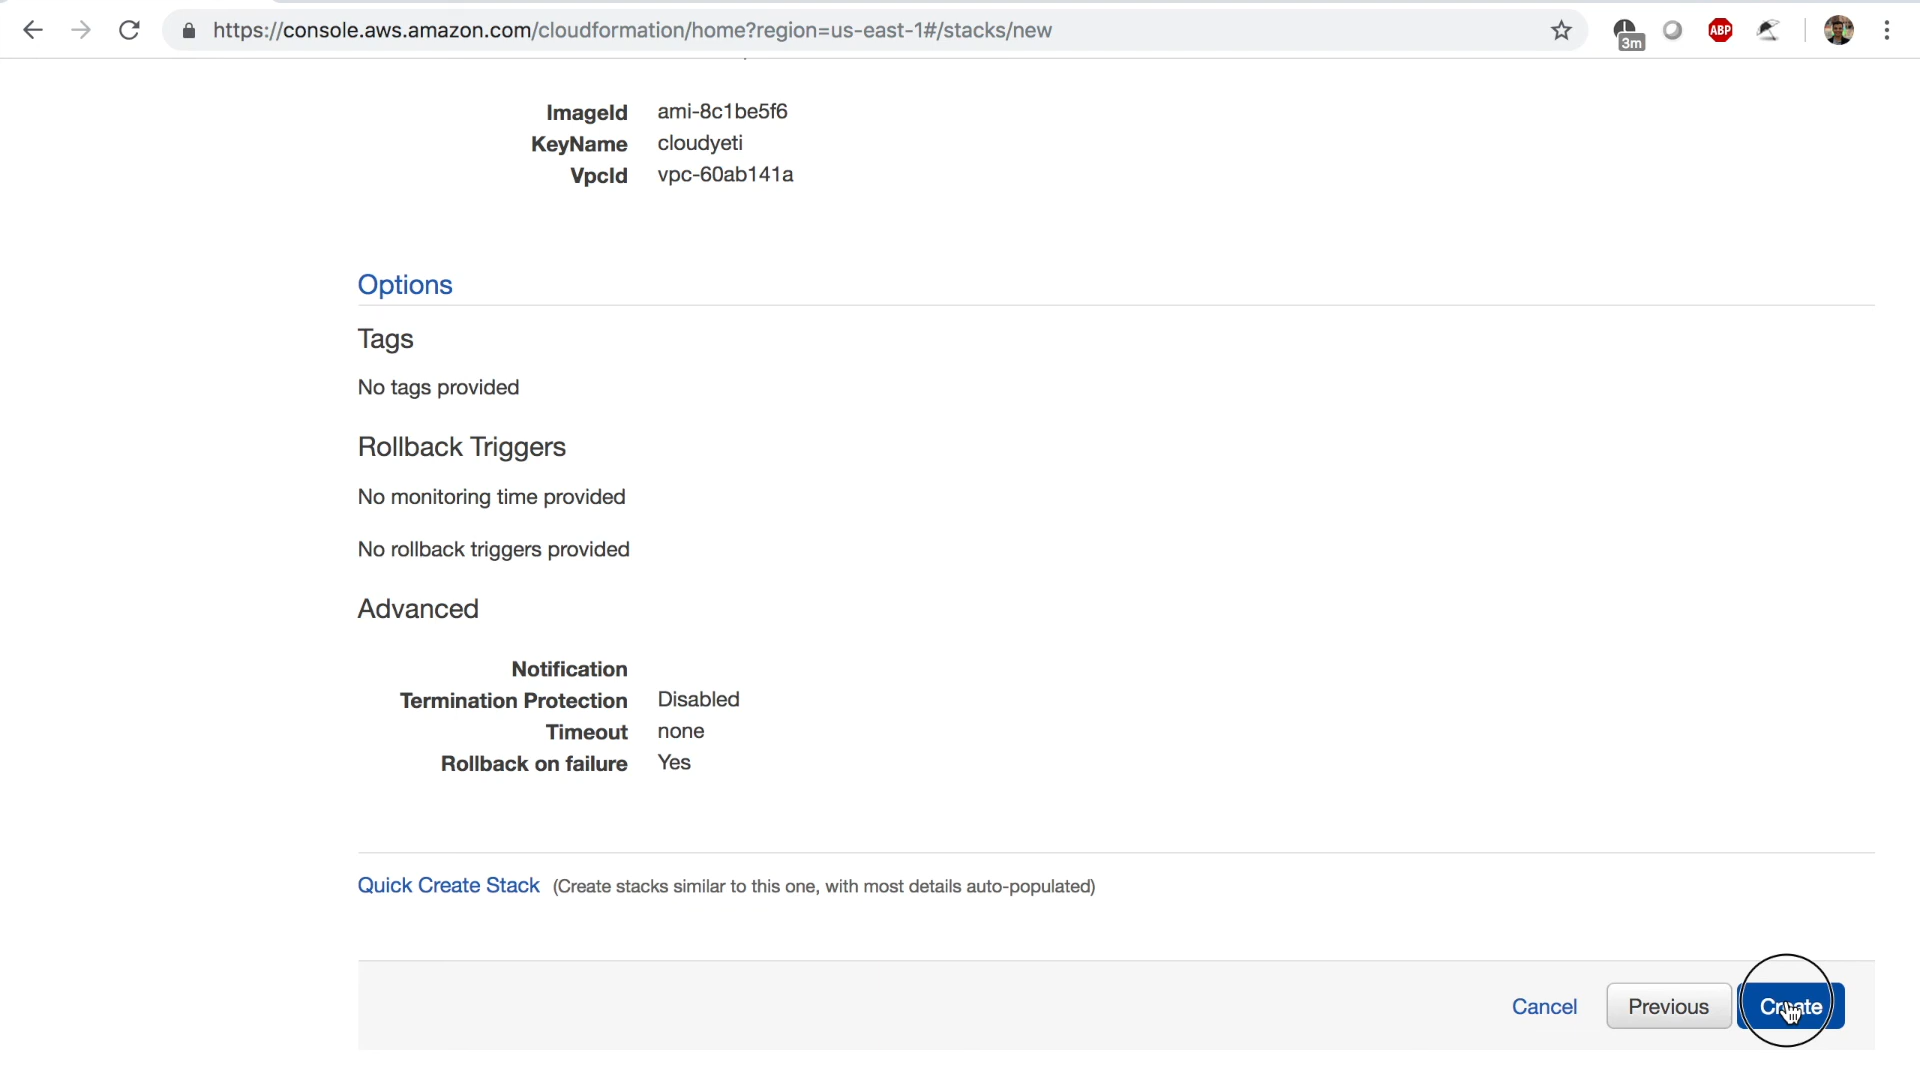 https://console.aws.amazon.com/cloudformation/home?region=us-east-1#/stacks/new
3m
ABP
ImageId ami-8c1be5f6
KeyName cloudyeti
VpcId vpc-60ab141a
Options
Tags
No tags provided
Rollback Triggers
No monitoring time provided
No rollback triggers provided
Advanced
Notification
Termination Protection Disabled
Timeout none
Rollback on failure Yes
Quick Create Stack (Create stacks similar to this one, with most details auto-populated)
Cancel Previous Create